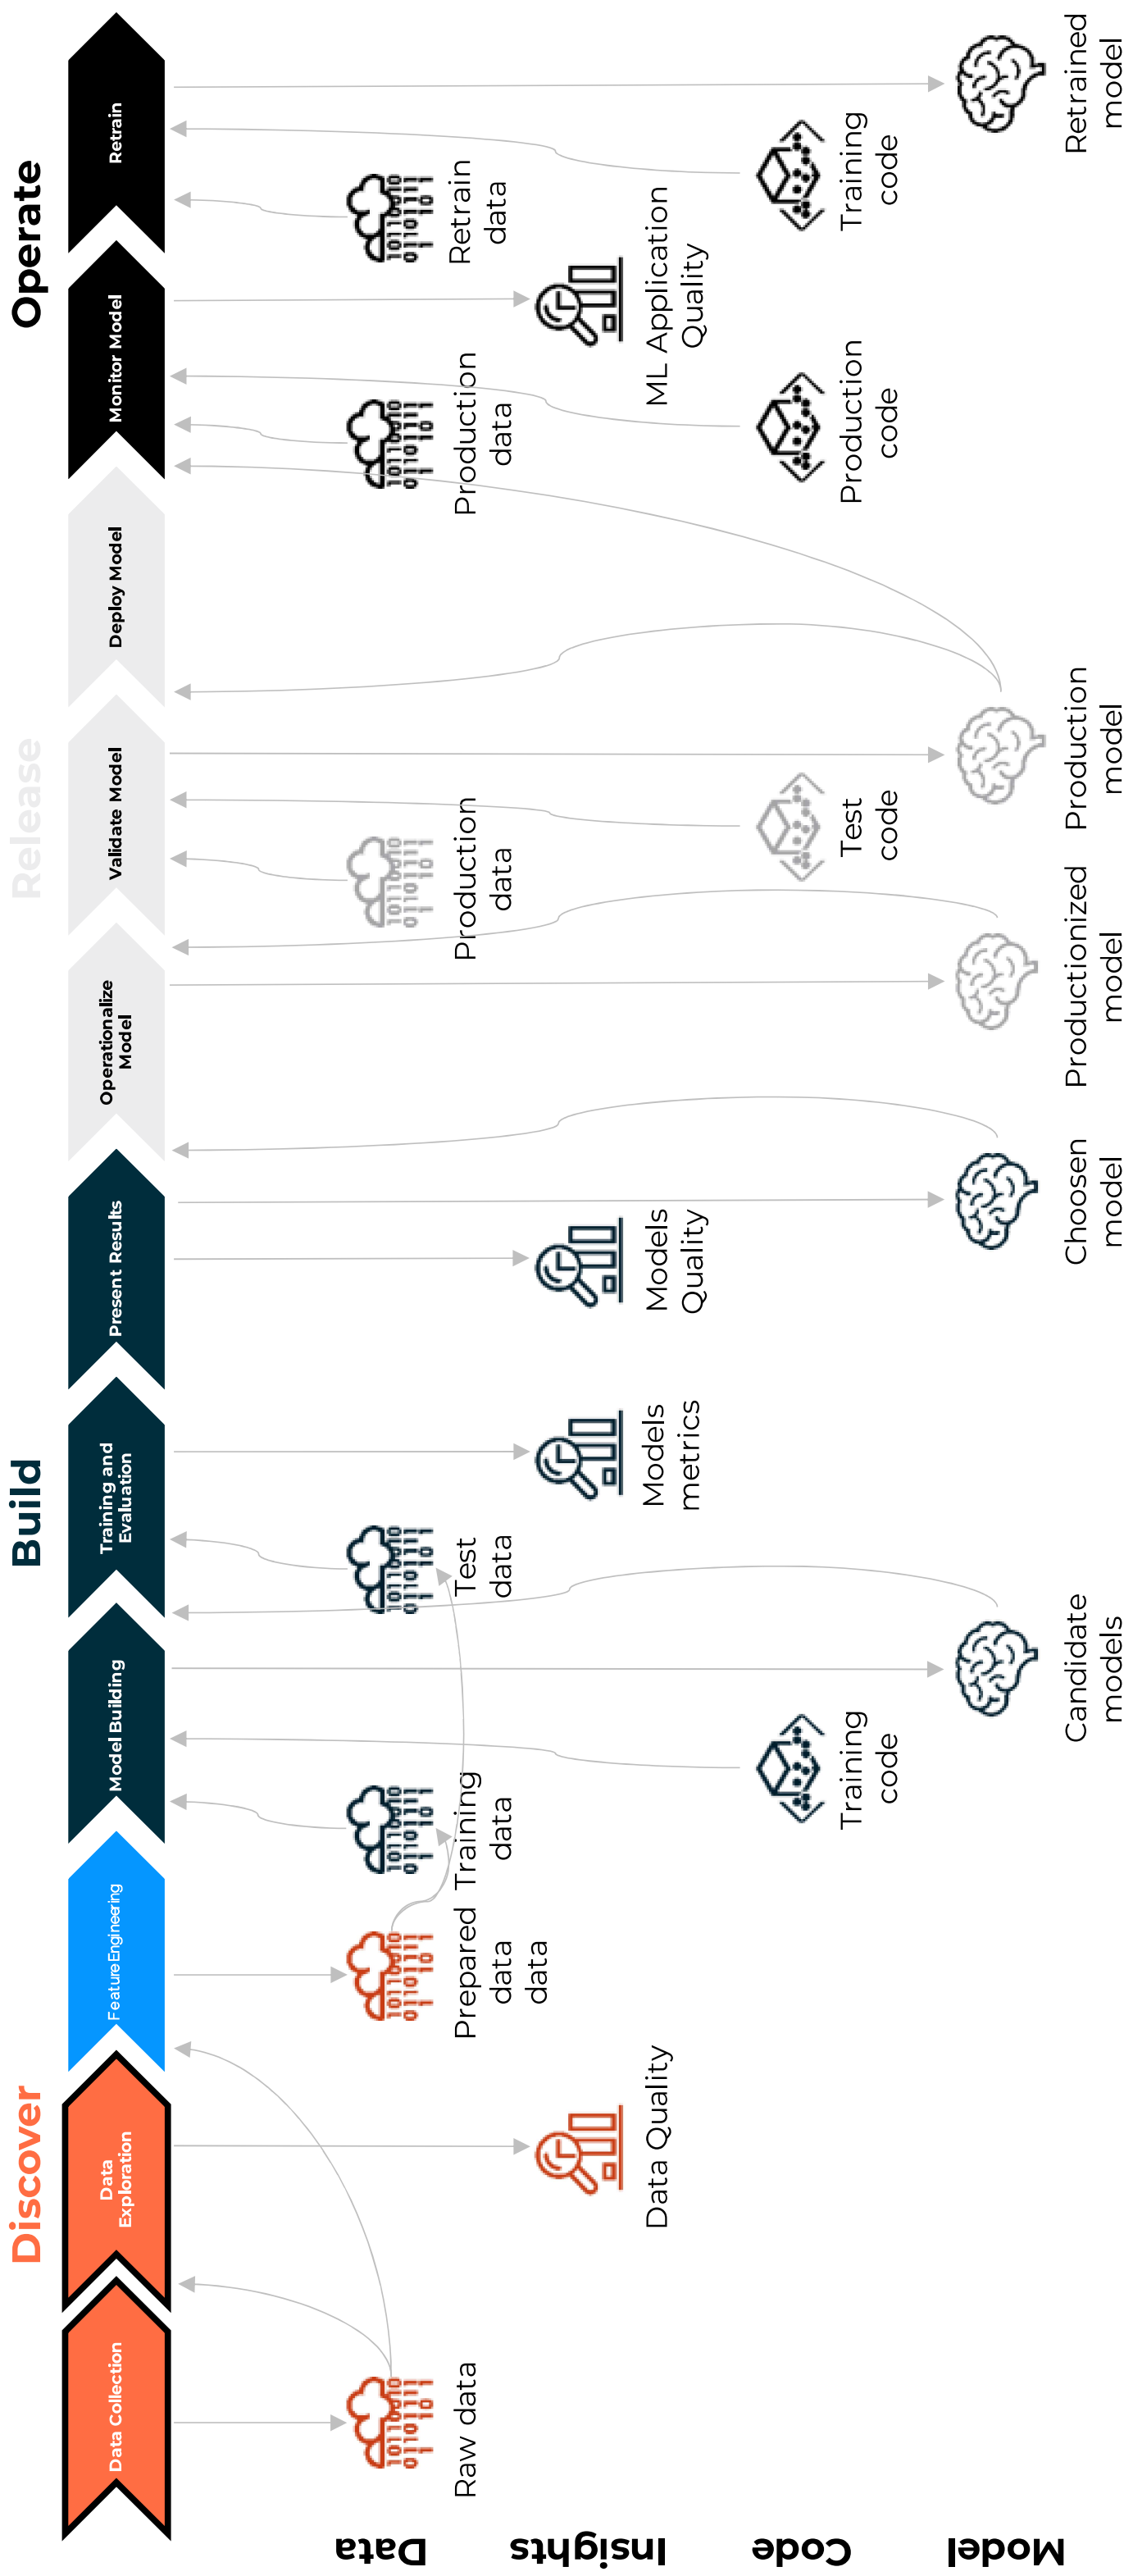 Discover
Build
Release
Operate
Data Collection
Data
Exploration
Feature Engineering
Model Building
Training and
Evaluation
Present Results
Operationalize
Model
Validate Model
Deploy Model
Monitor Model
Retrain
Data
Raw data
Prepared
data
data
Training
data
Test
data
Production
data
Production
data
Retrain
data
Insights
Data Quality
Models
metrics
Models
Quality
ML Application
Quality
Code
Training
code
Test
code
Production
code
Training
code
Model
Candidate
models
Choosen
model
Productionized
model
Production
model
Retrained
model